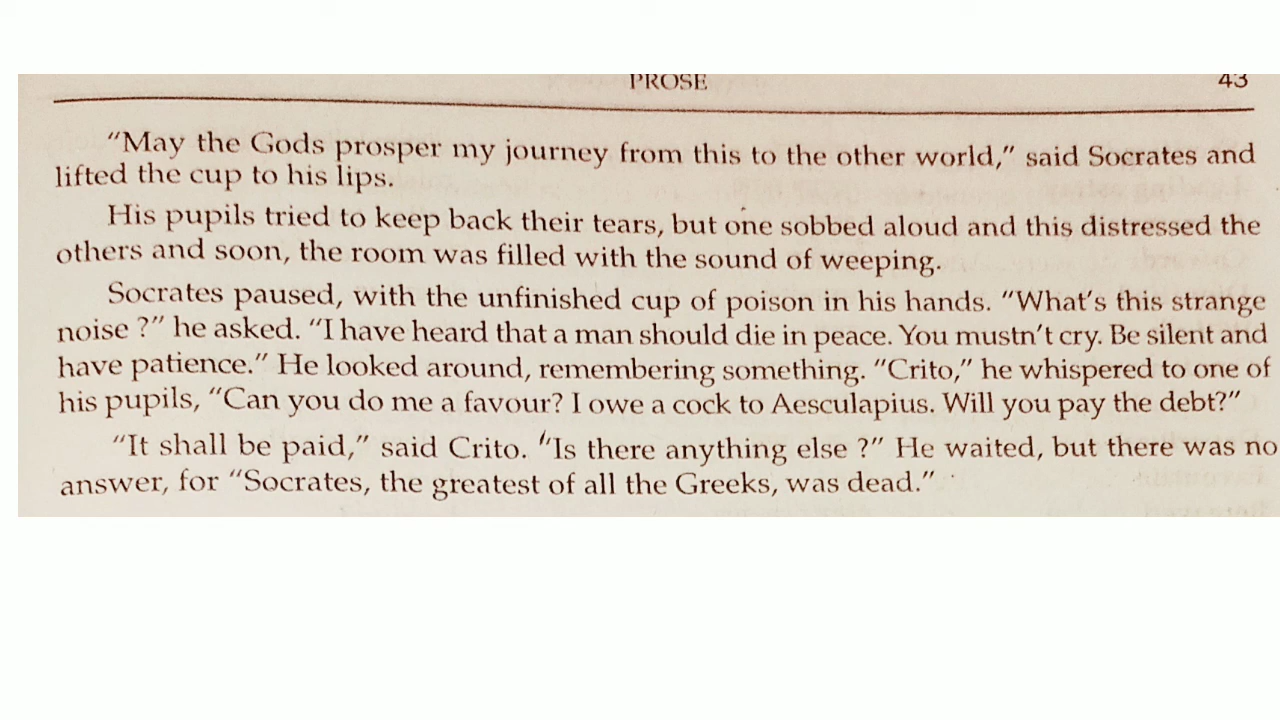 PROSE 43
“May the Gods prosper my journey from this to the other world,” said Socrates and
lifted the cup to his lips.
His pupils tried to keep back their tears, but one sobbed aloud and this distressed the
others and soon, the room was filled with the sound of weeping.
Socrates paused, with the unfinished cup of poison in his hands. “What's this strange
noise ?” he asked. “I have heard that a man should die in peace. You mustn't cry. Be silent and
have patience.” He looked around, remembering something. “Crito,” he whispered to one of
his pupils, “Can you do me a favour? I owe a cock to Aesculapius. Will you pay the debt?”
“It shall be paid,” said Crito. “Is there anything else ?” He waited, but there was no
answer, for “Socrates, the greatest of all the Greeks, was dead.”